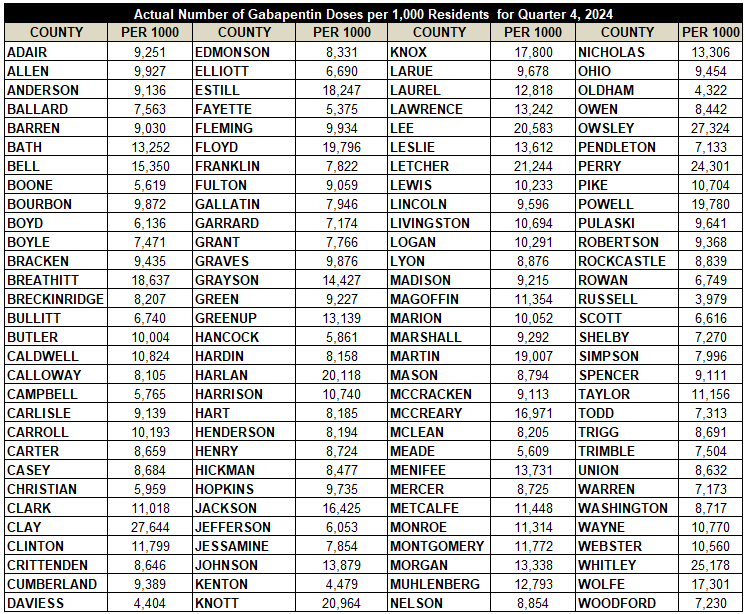 Actual Number of Gabapentin Doses per 1,000 Residents for Quarter 4, 2024
COUNTY PER 1000 COUNTY PER 1000 COUNTY PER 1000 COUNTY PER 1000
ADAIR 9,251 EDMONSON 8,331 KNOX 17,800 NICHOLAS 13,306
ALLEN 9,927 ELLIOTT 6,690 LARUE 9,678 OHIO 9,454
ANDERSON 9,136 ESTILL 18,247 LAUREL 12,818 OLDHAM 4,322
BALLARD 7,563 FAYETTE 5,375 LAWRENCE 13,242 OWEN 8,442
BARREN 9,030 FLEMING 9,934 LEE 20,583 OWSLEY 27,324
BATH 13,252 FLOYD 19,796 LESLIE 13,612 PENDLETON 7,133
BELL 15,350 FRANKLIN 7,822 LETCHER 21,244 PERRY 24,301
BOONE 5,619 FULTON 9,059 LEWIS 10,233 PIKE 10,704
BOURBON 9,872 GALLATIN 7,946 LINCOLN 9,596 POWELL 19,780
BOYD 6,136 GARRARD 7,174 LIVINGSTON 10,694 PULASKI 9,641
BOYLE 7,471 GRANT 7,766 LOGAN 10,291 ROBERTSON 9,368
BRACKEN 9,435 GRAVES 9,876 LYON 8,876 ROCKCASTLE 8,839
BREATHITT 18,637 GRAYSON 14,427 MADISON 9,215 ROWAN 6,749
BRECKINRIDGE 8,207 GREEN 9,227 MAGOFFIN 11,354 RUSSELL 3,979
BULLITT 6,740 GREENUP 13,139 MARION 10,052 SCOTT 6,616
BUTLER 10,004 HANCOCK 5,861 MARSHALL 9,292 SHELBY 7,270
CALDWELL 10,824 HARDIN 8,158 MARTIN 19,007 SIMPSON 7,996
CALLOWAY 8,105 HARLAN 20,118 MASON 8,794 SPENCER 9,111
CAMPBELL 5,765 HARRISON 10,740 MCCRACKEN 9,113 TAYLOR 11,156
CARLISLE 9,139 HART 8,185 MCCREARY 16,971 TODD 7,313
CARROLL 10,193 HENDERSON 8,194 MCLEAN 8,205 TRIGG 8,691
CARTER 8,659 HENRY 8,724 MEADE 5,609 TRIMBLE 7,504
CASEY 8,684 HICKMAN 8,477 MENIFEE 13,731 UNION 8,632
CHRISTIAN 5,959 HOPKINS 9,735 MERCER 8,725 WARREN 7,173
CLARK 11,018 JACKSON 16,425 METCALFE 11,448 WASHINGTON 8,717
CLAY 27,644 JEFFERSON 6,053 MONROE 11,314 WAYNE 10,770
CLINTON 11,799 JESSAMINE 7,854 MONTGOMERY 11,772 WEBSTER 10,560
CRITTENDEN 8,646 JOHNSON 13,879 MORGAN 13,338 WHITLEY 25,178
CUMBERLAND 9,389 KENTON 4,479 MUHLENBERG 12,793 WOLFE 17,301
DAVIESS 4,404 KNOTT 20,964 NELSON 8,854 WOODFORD 7,230